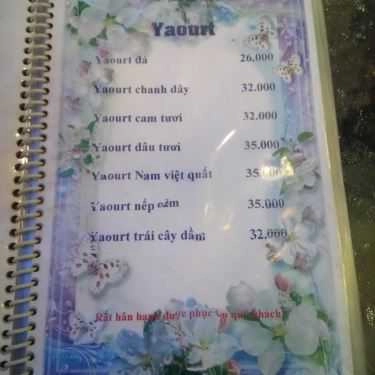 Yaourt
Yaourt đá 26,000
Yaourt chanh dây 32.000
Yaourt cam tươi 32.000
Yaourt dâu tươi 35.000
Yaourt Nam việt quất 35.000
Yaourt nếp cẩm 35.000
Yaourt trái cây dầm 32.000
Rất hân hạnh được phục vụ quý khách